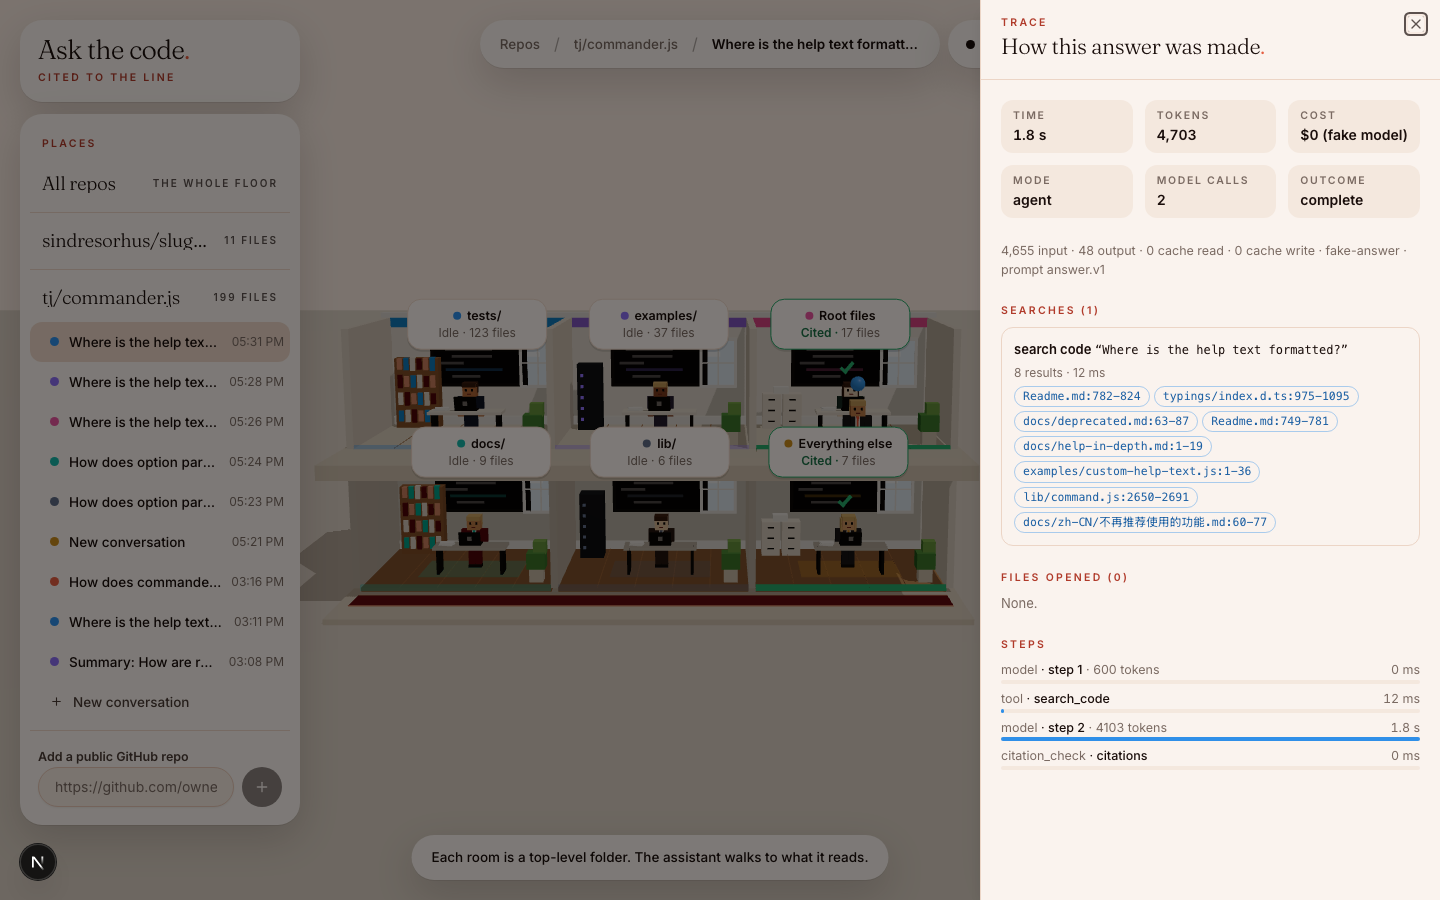 Ask the code.
CITED TO THE LINE
PLACES
All repos THE WHOLE FLOOR
sindresorhus/slug... 11 FILES
tj/commander.js 199 FILES
Where is the help tex... 05:31 PM
Where is the help tex... 05:28 PM
Where is the help tex... 05:26 PM
How does option par... 05:24 PM
How does option par... 05:23 PM
New conversation 05:21 PM
How does commande... 03:16 PM
Where is the help text... 03:11 PM
Summary: How are r... 03:08 PM
+ New conversation
Add a public GitHub repo
https://github.com/owne
+
N
Repos / tj/commander.js / Where is the help text formatt...
tests/
Idle · 123 files
examples/
Idle · 37 files
Root files
Cited · 17 files
docs/
Idle · 9 files
lib/
Idle · 6 files
Everything else
Cited · 7 files
Each room is a top-level folder. The assistant walks to what it reads.
TRACE
How this answer was made.
TIME
1.8 s
TOKENS
4,703
COST
$0 (fake model)
MODE
agent
MODEL CALLS
2
OUTCOME
complete
4,655 input · 48 output · 0 cache read · 0 cache write · fake-answer ·
prompt answer.v1
SEARCHES (1)
search code “Where is the help text formatted?”
8 results · 12 ms
Readme.md:782–824 typings/index.d.ts:975–1095
docs/deprecated.md:63–87 Readme.md:749–781
docs/help-in-depth.md:1–19
examples/custom-help-text.js:1–36
lib/command.js:2650–2691
docs/zh-CN/不再推荐使用的功能.md:60–77
FILES OPENED (0)
None.
STEPS
model · step 1 · 600 tokens 0 ms
tool · search_code 12 ms
model · step 2 · 4103 tokens 1.8 s
citation_check · citations 0 ms